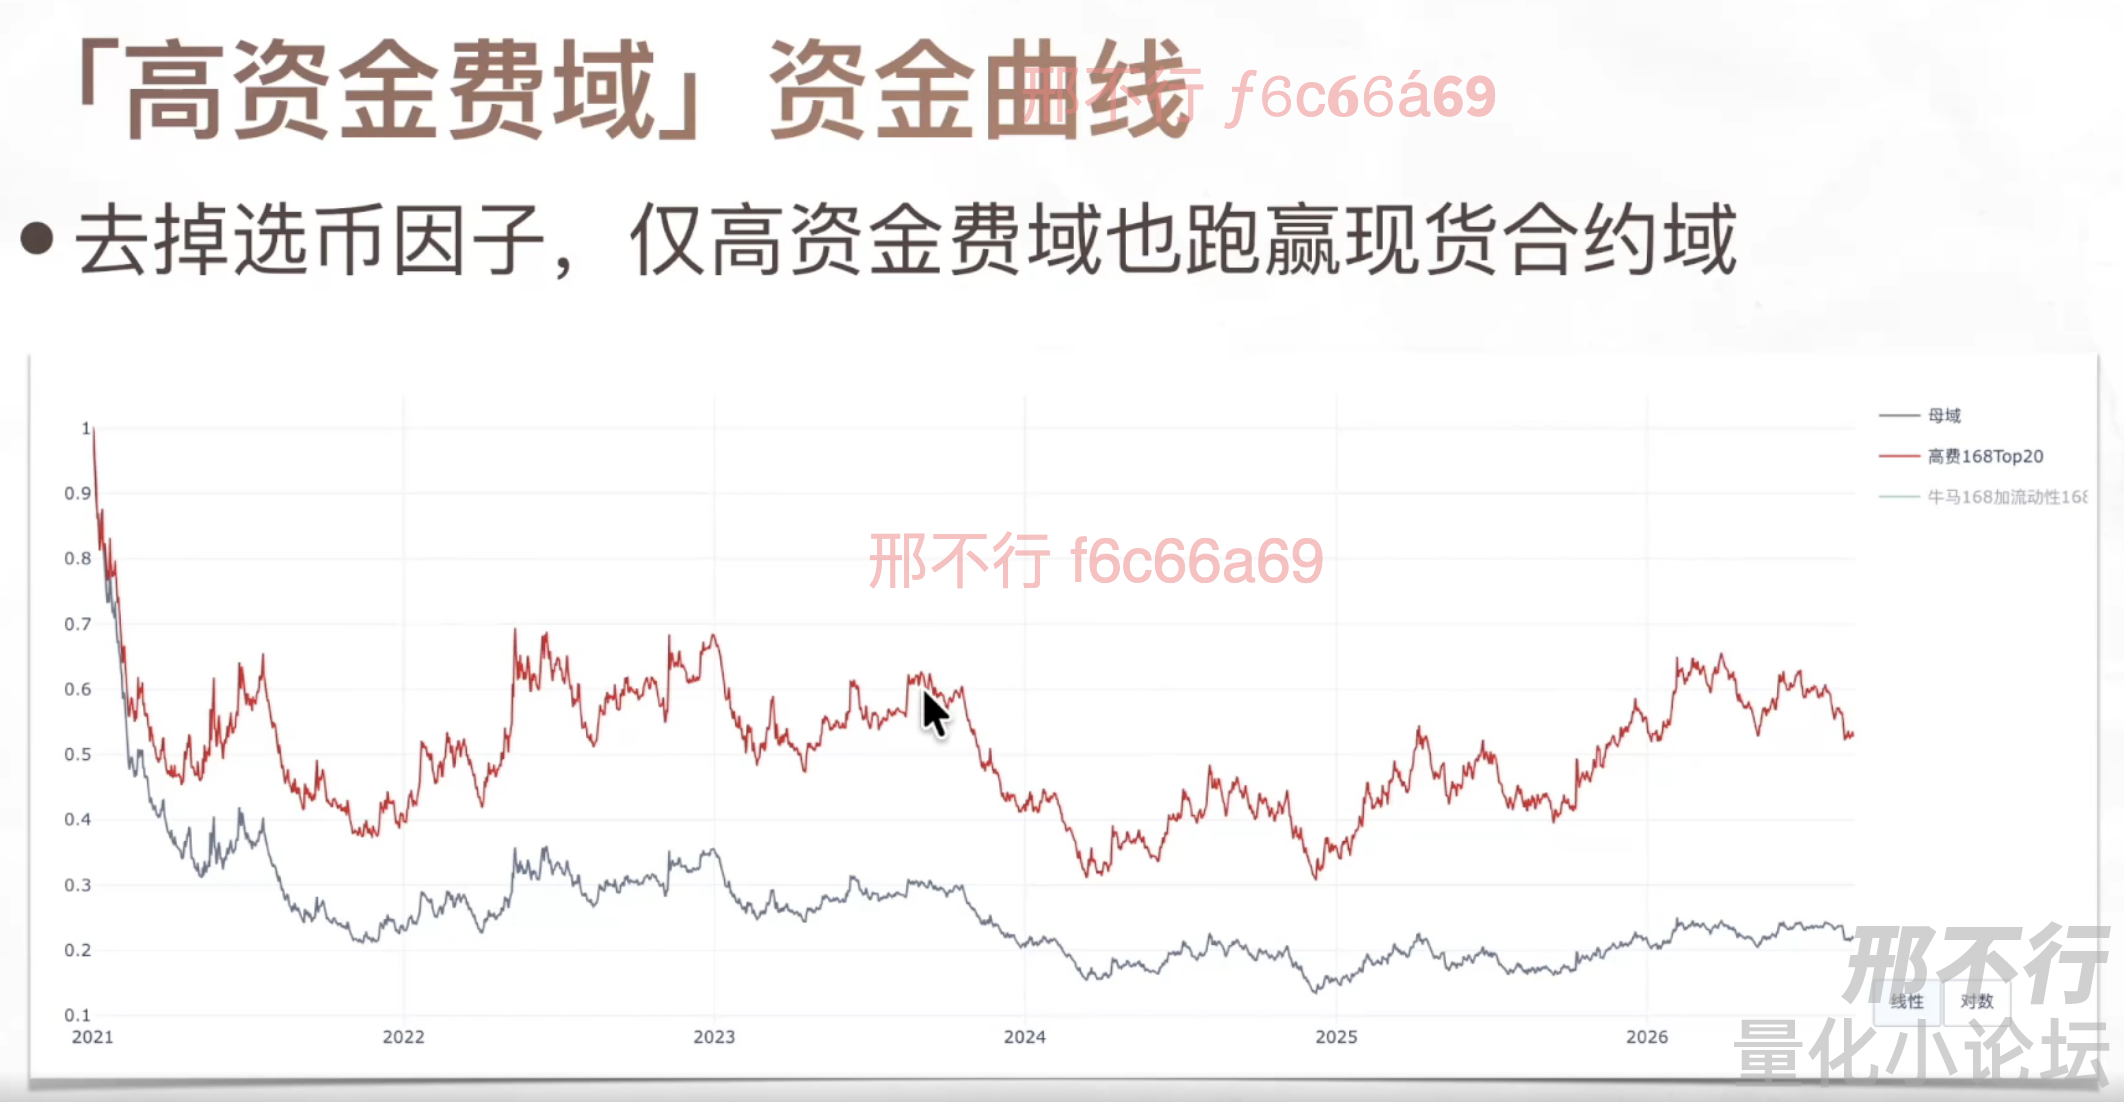 「高资金费域」资金曲线
邢不行 ƒ6c66á69
去掉选币因子，仅高资金费域也跑赢现货合约域
母域
高费168Top20
牛马168加流动性168
1
0.9
0.8
0.7
0.6
0.5
0.4
0.3
0.2
0.1
邢不行 f6c66a69
2021 2022 2023 2024 2025 2026
邢不行
线性 对数
量化小论坛